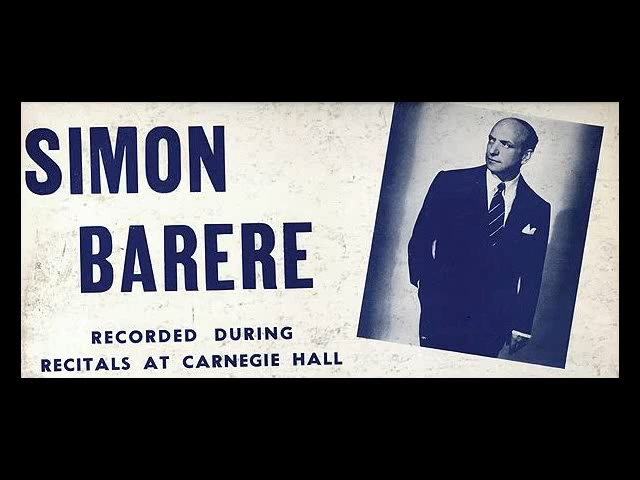 SIMON
BARERE
RECORDED DURING
RECITALS AT CARNEGIE HALL